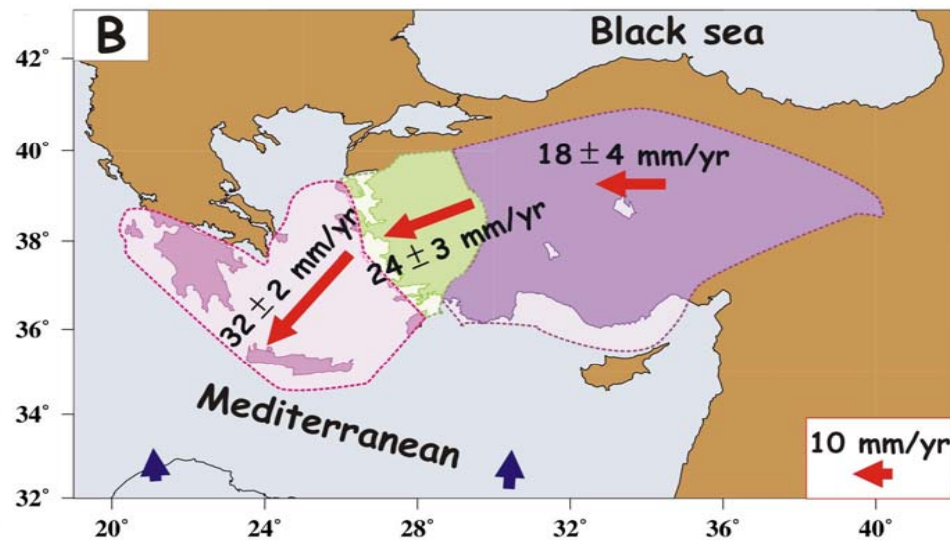 B
Black sea
42°
40°
38°
36°
34°
32°
18 ± 4 mm/yr
24 ± 3 mm/yr
32 ± 2 mm/yr
Mediterranean
10 mm/yr
20°
24°
28°
32°
36°
40°